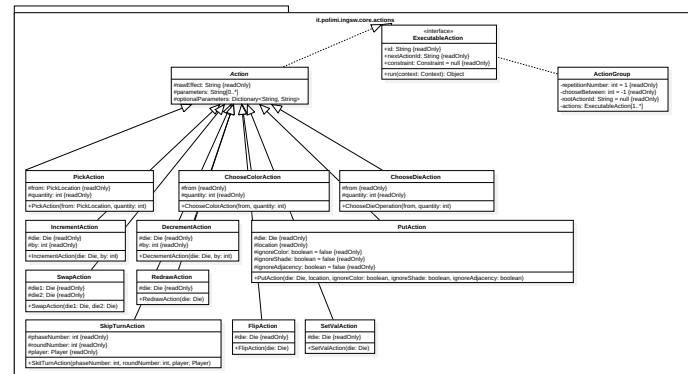 it.polimi.ingsw.core.actions
«interface»
ExecutableAction
+id: String {readOnly}
+nextActionId: String {readOnly}
+constraint: Constraint = null {readOnly}
+run(context: Context): Object
Action
#rawEffect: String {readOnly}
#parameters: String[0..*]
#optionalParameters: Dictionary<String, String>
ActionGroup
-repetitionNumber: int = 1 {readOnly}
-chooseBetween: int = -1 {readOnly}
-rootActionId: String = null {readOnly}
-actions: ExecutableAction[1..*]
PickAction
#from: PickLocation {readOnly}
#quantity: int {readOnly}
+PickAction(from: PickLocation, quantity: int)
ChooseColorAction
#from {readOnly}
#quantity: int {readOnly}
+ChooseColorAction(from, quantity: int)
ChooseDieAction
#from {readOnly}
#quantity: int {readOnly}
+ChooseDieOperation(from, quantity: int)
IncrementAction
#die: Die {readOnly}
#by: int {readOnly}
+IncrementAction(die: Die, by: int)
DecrementAction
#die: Die {readOnly}
#by: int {readOnly}
+DecrementAction(die: Die, by: int)
PutAction
#die: Die {readOnly}
#location {readOnly}
#ignoreColor: boolean = false {readOnly}
#ignoreShade: boolean = false {readOnly}
#ignoreAdjacency: boolean = false {readOnly}
+PutAction(die: Die, location, ignoreColor: boolean, ignoreShade: boolean, ignoreAdjacency: boolean)
SwapAction
#die1: Die {readOnly}
#die2: Die {readOnly}
+SwapAction(die1: Die, die2: Die)
RedrawAction
#die: Die {readOnly}
+RedrawAction(die: Die)
SkipTurnAction
#phaseNumber: int {readOnly}
#roundNumber: int {readOnly}
#player: Player {readOnly}
+SkitTurnAction(phaseNumber: int, roundNumber: int, player: Player)
FlipAction
#die: Die {readOnly}
+FlipAction(die: Die)
SetValAction
#die: Die {readOnly}
+SetValAction(die: Die)